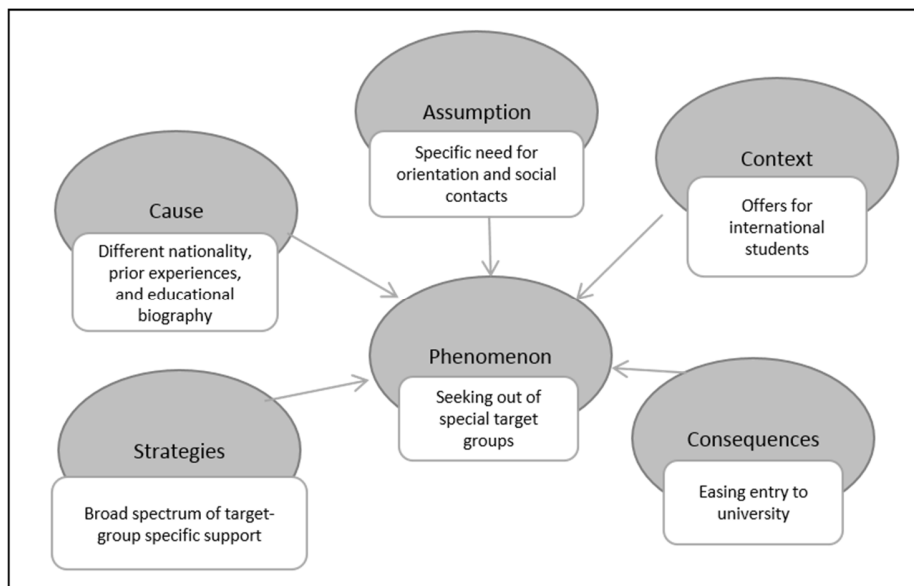 Assumption
Specific need for
orientation and social
contacts
Context
Offers for
international
students
Cause
Different nationality,
prior experiences,
and educational
biography
Phenomenon
Seeking out of
special target
groups
Strategies
Broad spectrum of target-
group specific support
Consequences
Easing entry to
university